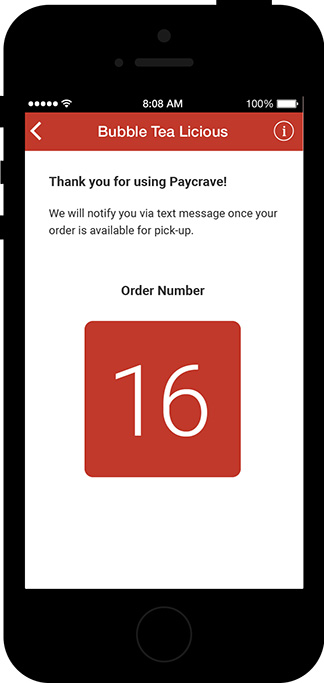 8:08 AM 100%
Bubble Tea Licious i
Thank you for using Paycrave!
We will notify you via text message once your
order is available for pick-up.
Order Number
16